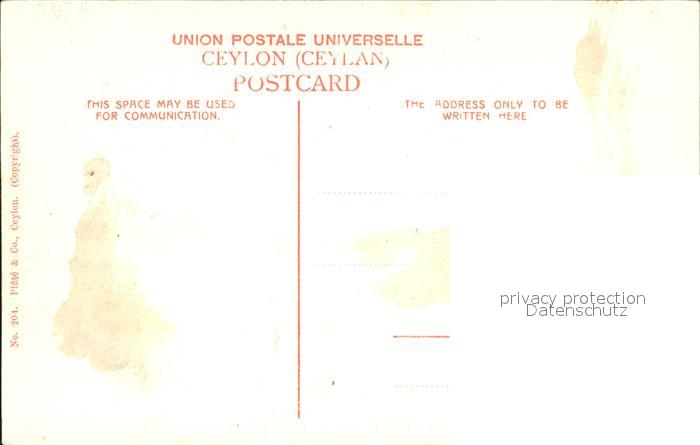 UNION POSTALE UNIVERSELLE
CEYLON (CEYLAN)
POSTCARD
THIS SPACE MAY BE USED
FOR COMMUNICATION.
THE ADDRESS ONLY TO BE
WRITTEN HERE
No. 204. Plâté & Co., Ceylon. (Copyright).
privacy protection
Datenschutz